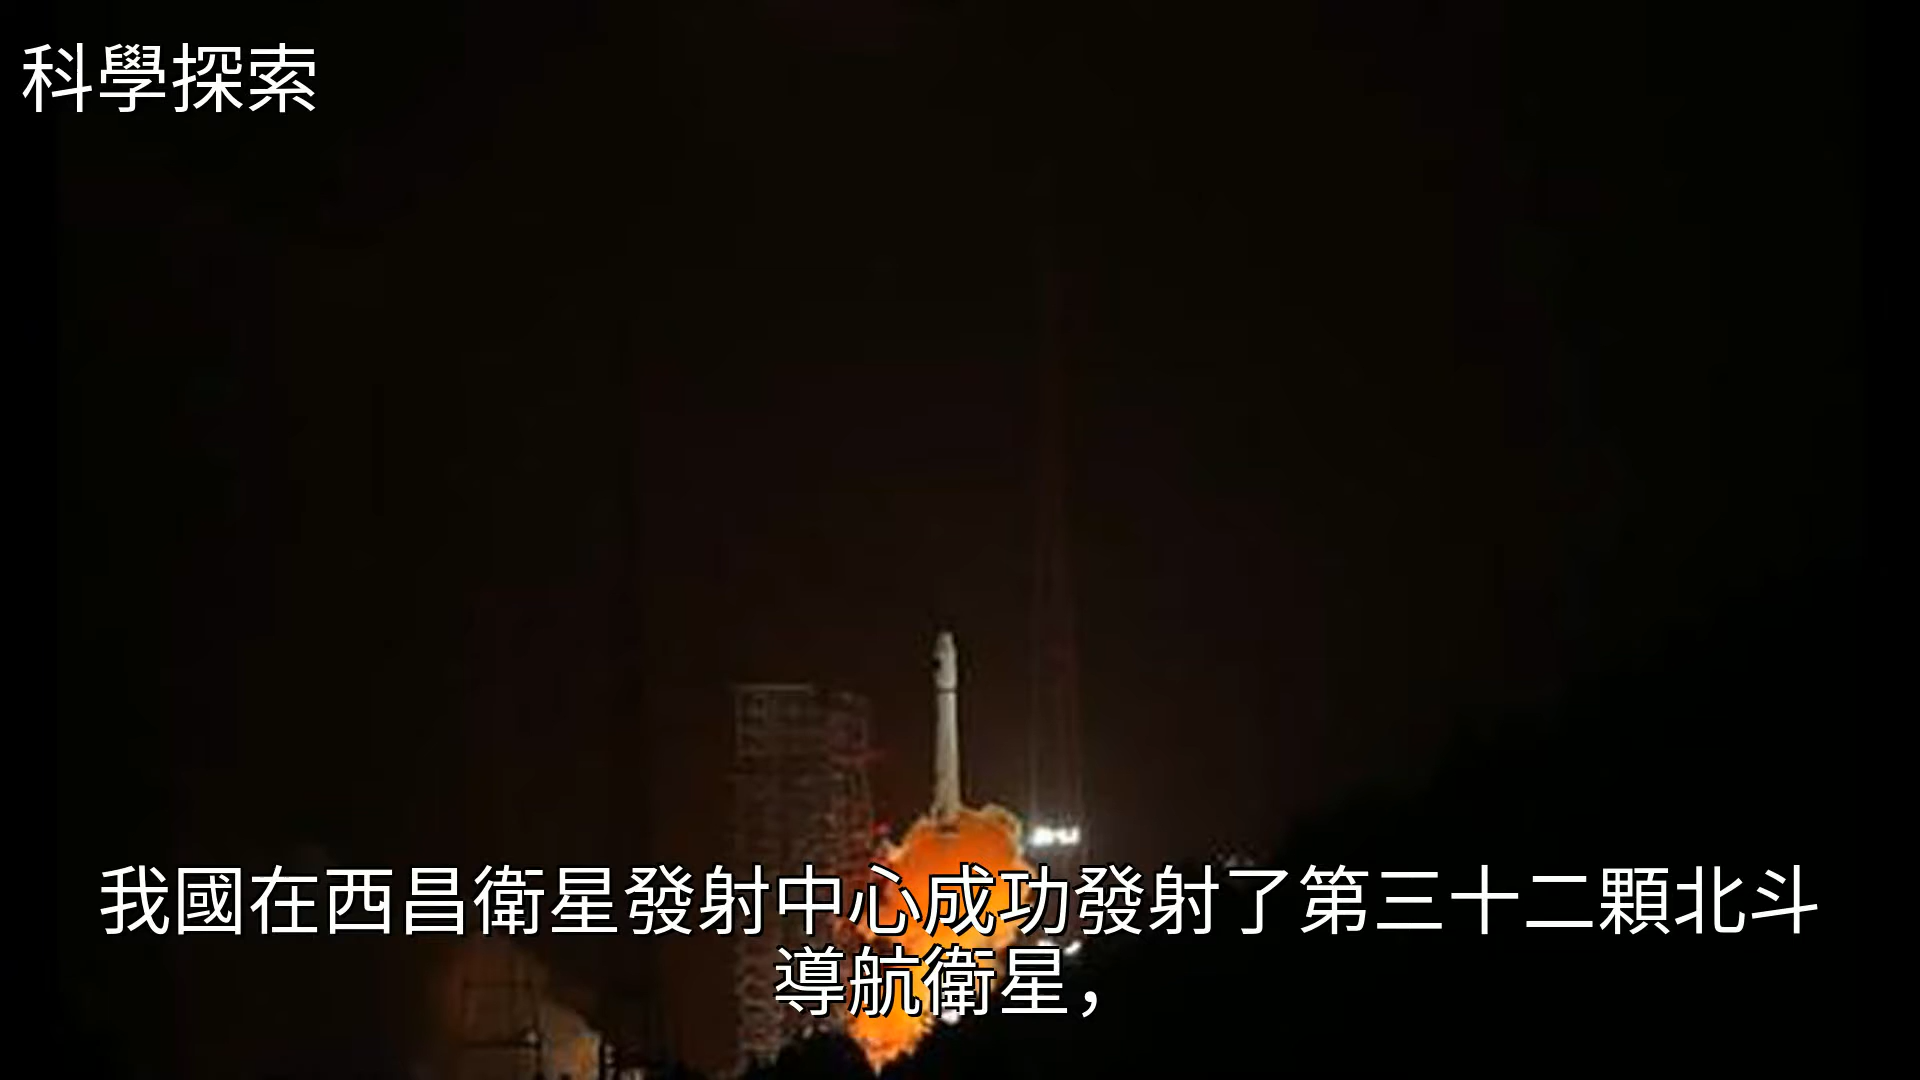 科學探索
我國在西昌衛星發射中心成功發射了第三十二顆北斗
導航衛星，